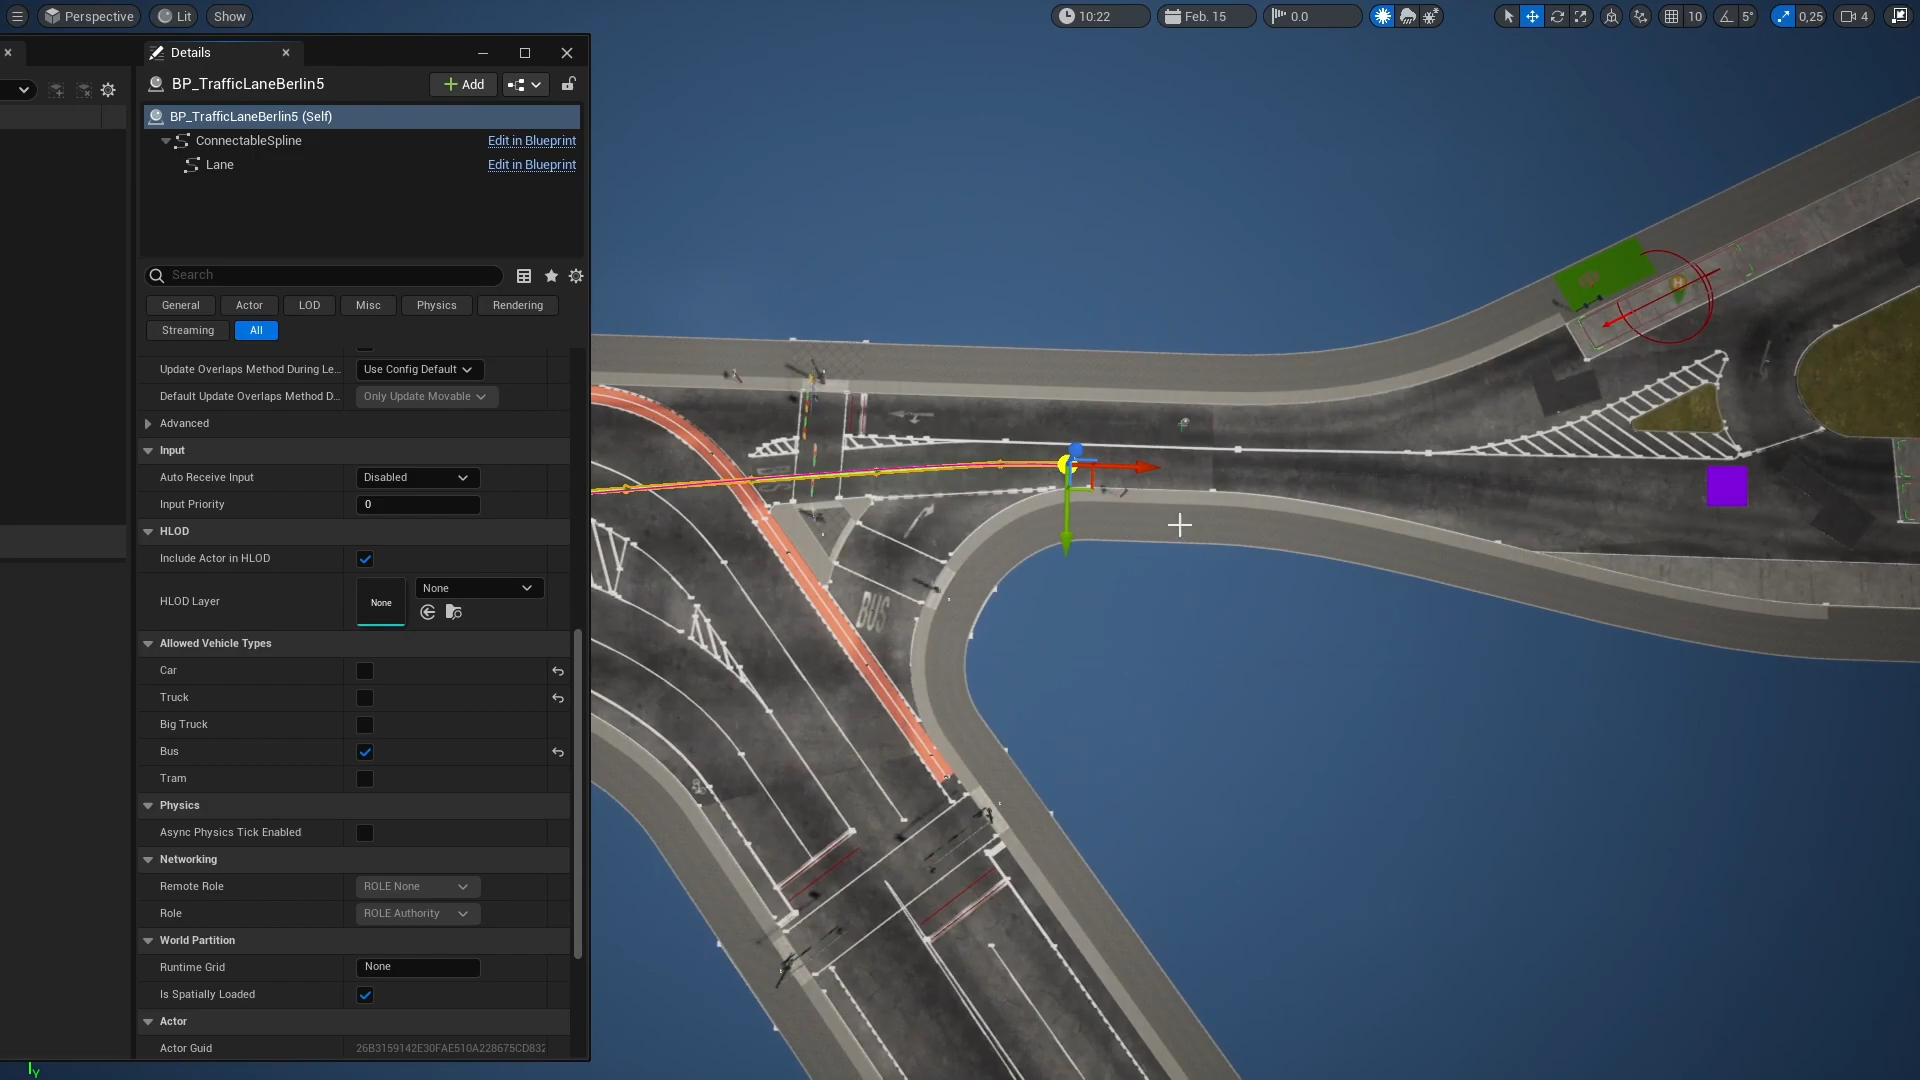 Perspective
Lit
Show
10:22
Feb. 15
0.0
10
5°
0,25
4
Details
BP_TrafficLaneBerlin5
Add
BP_TrafficLaneBerlin5 (Self)
ConnectableSpline
Edit in Blueprint
Lane
Edit in Blueprint
Search
General
Actor
LOD
Misc
Physics
Rendering
Streaming
All
Update Overlaps Method During Le...
Use Config Default
Default Update Overlaps Method D...
Only Update Movable
Advanced
Input
Auto Receive Input
Disabled
Input Priority
0
HLOD
Include Actor in HLOD
HLOD Layer
None
None
Allowed Vehicle Types
Car
Truck
Big Truck
Bus
Tram
Physics
Async Physics Tick Enabled
Networking
Remote Role
ROLE None
Role
ROLE Authority
World Partition
Runtime Grid
None
Is Spatially Loaded
Actor
Actor Guid
26B3159142E30FAE510A228675CD832
BUS
H
Y